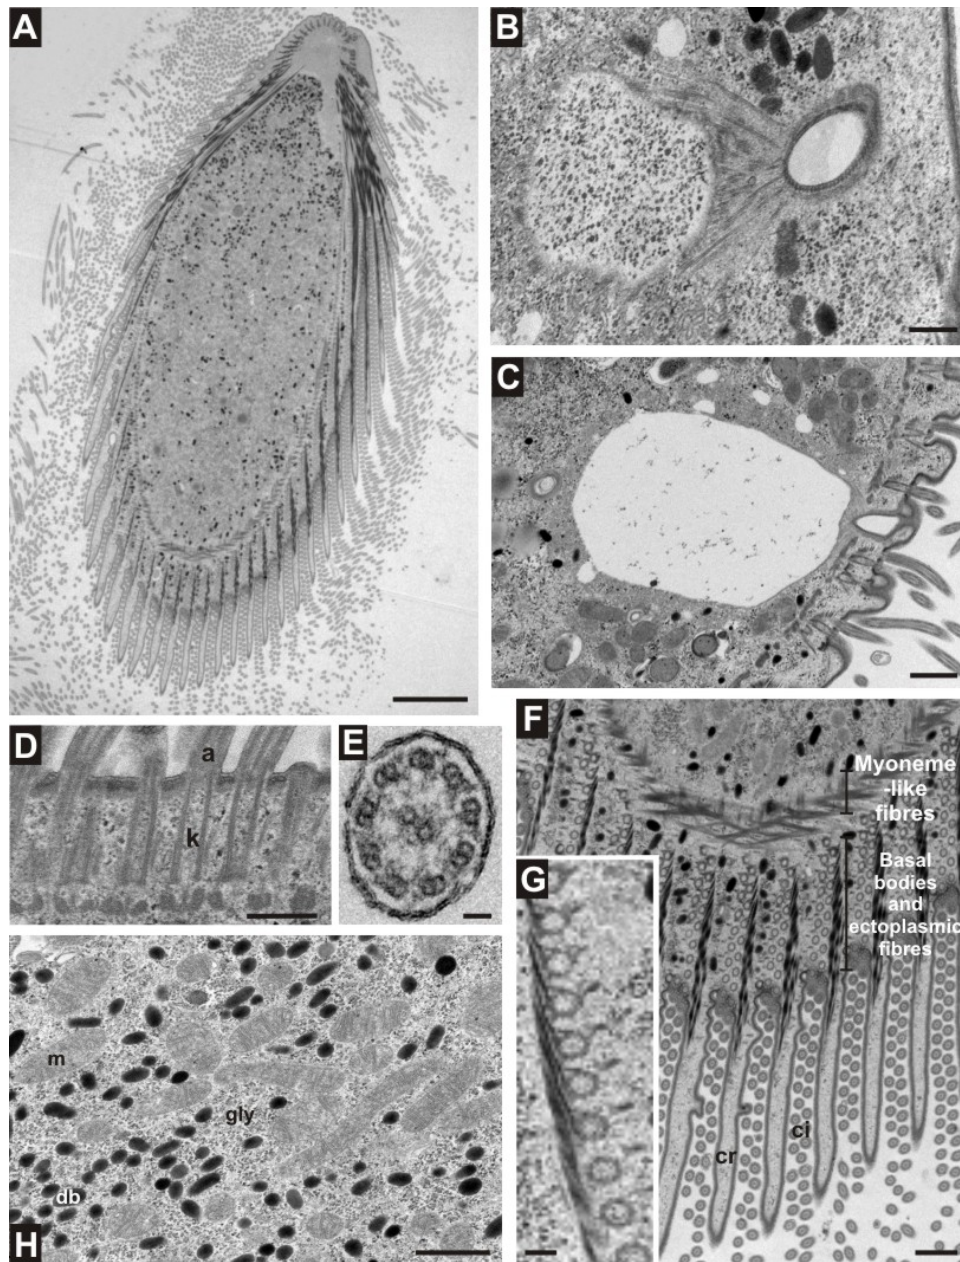 A
B
C
D
a
k
E
F
Myoneme
-like
fibres
Basal
bodies
and
ectoplasmic
fibres
G
cr
ci
m
gly
db
H